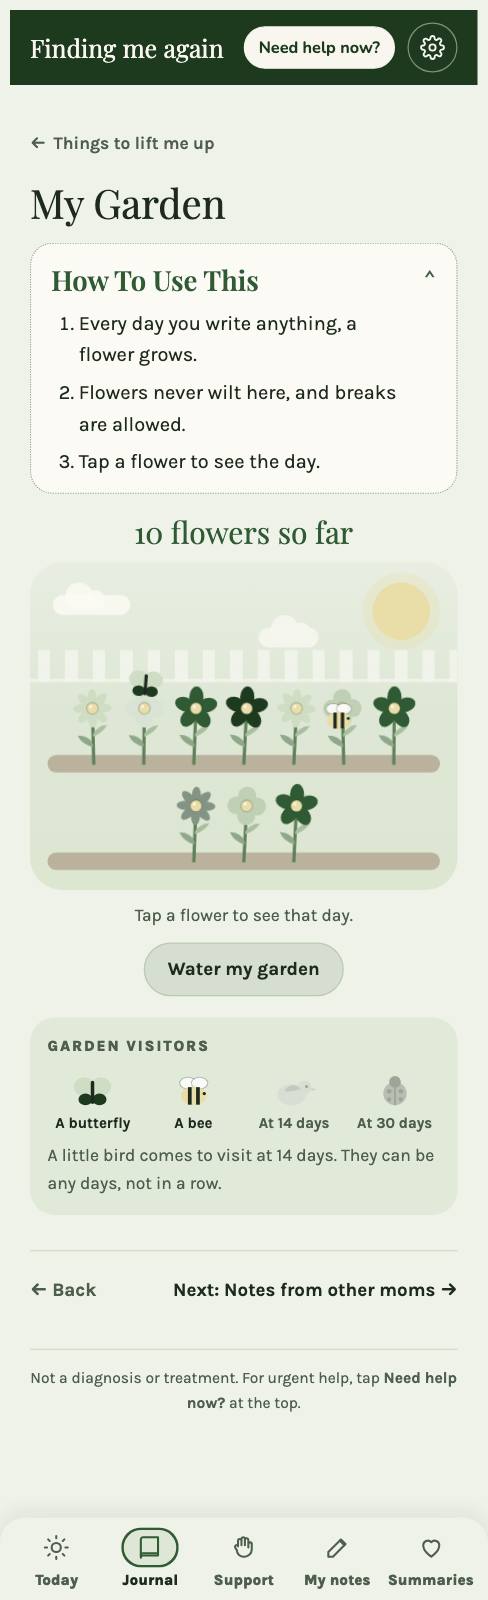 Finding me again
Need help now?
← Things to lift me up
My Garden
How To Use This
1. Every day you write anything, a
flower grows.
2. Flowers never wilt here, and breaks
are allowed.
3. Tap a flower to see the day.
10 flowers so far
Tap a flower to see that day.
Water my garden
GARDEN VISITORS
A butterfly
A bee
At 14 days
At 30 days
A little bird comes to visit at 14 days. They can be
any days, not in a row.
← Back
Next: Notes from other moms →
Not a diagnosis or treatment. For urgent help, tap Need help
now? at the top.
Today
Journal
Support
My notes
Summaries